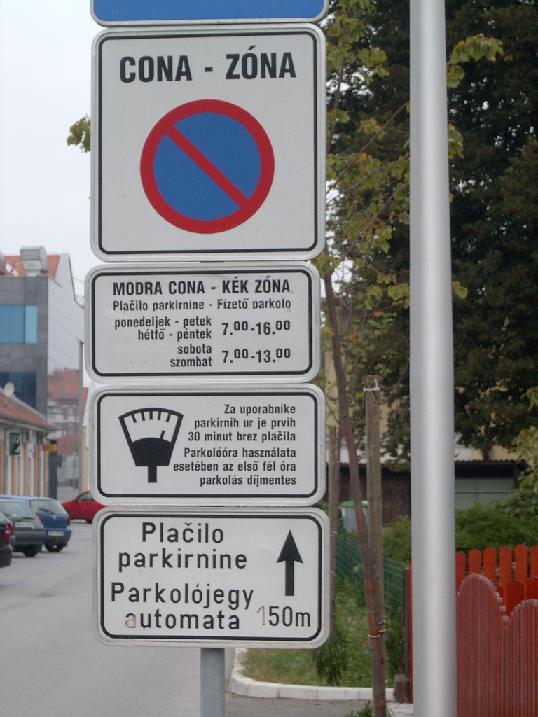 CONA - ZÓNA
MODRA CONA - KÉK ZÓNA
Plačilo parkirnine - Fizető parkolo
ponedeljek - petek
hétfő - péntek
7.00-16.00
sobota
szombat
7.00-13.00
Za uporabnike
parkirnih ur je prvih
30 minut brez plačila
Parkolóóra használata
esetében az első fél óra
parkolás díjmentes
Plačilo
parkirnine
Parkolójegy
automata 150m